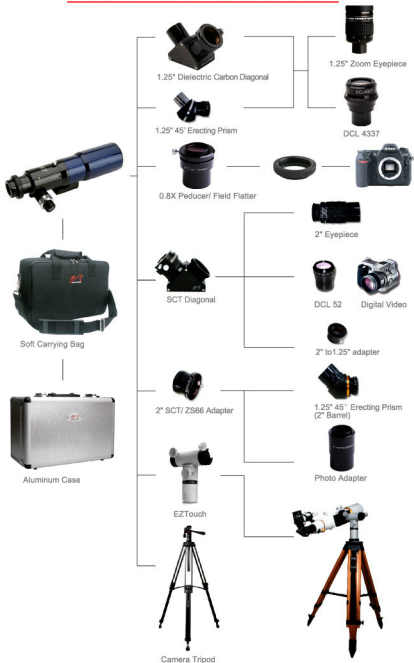 1.25" Dielectric Carbon Diagonal
1.25" Zoom Eyepiece
1.25" 45° Erecting Prism
DCL 4337
0.8X Peducer/ Field Flatter
2" Eyepiece
SCT Diagonal
DCL 52
Digital Video
Soft Carrying Bag
2" to1.25" adapter
2" SCT/ ZS66 Adapter
1.25" 45° Erecting Prism
(2" Barrel)
Aluminum Case
Photo Adapter
EZTouch
Camera Tripod